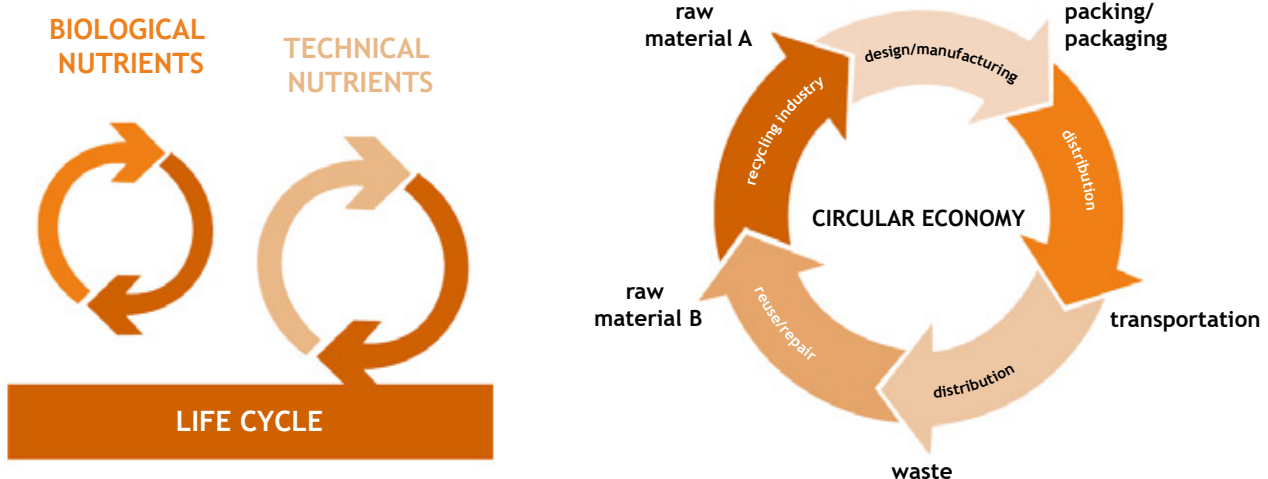 BIOLOGICAL
NUTRIENTS
TECHNICAL
NUTRIENTS
LIFE CYCLE
raw
material A
design/manufacturing
packing/
packaging
distribution
transportation
distribution
waste
reuse/repair
raw
material B
recycling industry
CIRCULAR ECONOMY